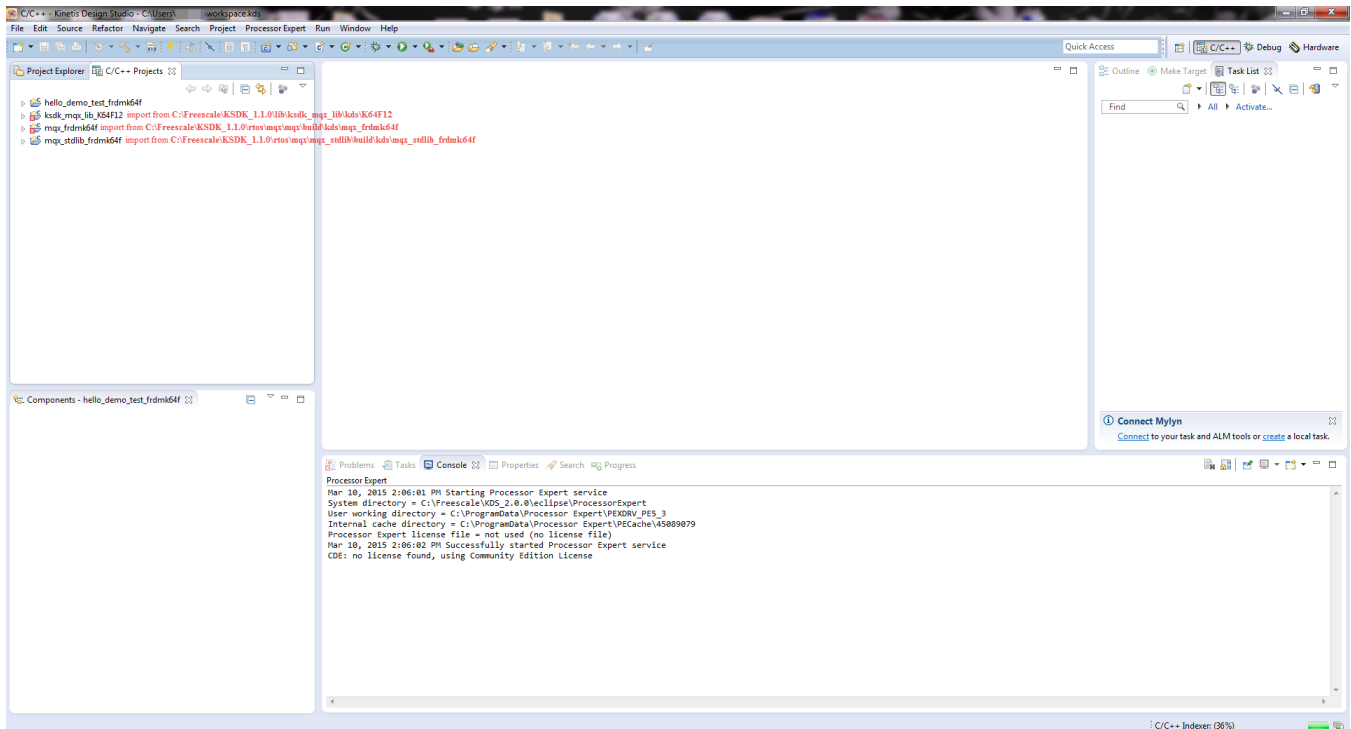 C/C++ - Kinetis Design Studio - C:\Users\ workspace.kds
File Edit Source Refactor Navigate Search Project Processor Expert Run Window Help
Quick Access
C/C++ Debug Hardware
Project Explorer C/C++ Projects
Outline Make Target Task List
hello_demo_test_frdmk64f
ksdk_mqx_lib_K64F12 import from C:\Freescale\KSDK_1.1.0\lib\ksdk_mqx_lib\kds\K64F12
mqx_frdmk64f import from C:\Freescale\KSDK_1.1.0\rtos\mqx\mqx\build\kds\mqx_frdmk64f
mqx_stdlib_frdmk64f import from C:\Freescale\KSDK_1.1.0\rtos\mqx\mqx_stdlib\build\kds\mqx_stdlib_frdmk64f
Find All Activate...
Components - hello_demo_test_frdmk64f
Connect Mylyn
Connect to your task and ALM tools or create a local task.
Problems Tasks Console Properties Search Progress
Processor Expert
Mar 10, 2015 2:06:01 PM Starting Processor Expert service
System directory = C:\Freescale\KDS_2.0.0\eclipse\ProcessorExpert
User working directory = C:\ProgramData\Processor Expert\PEXDRV_PE5_3
Internal cache directory = C:\ProgramData\Processor Expert\PECache\45089079
Processor Expert license file = not used (no license file)
Mar 10, 2015 2:06:02 PM Successfully started Processor Expert service
CDE: no license found, using Community Edition License
C/C++ Indexer: (36%)